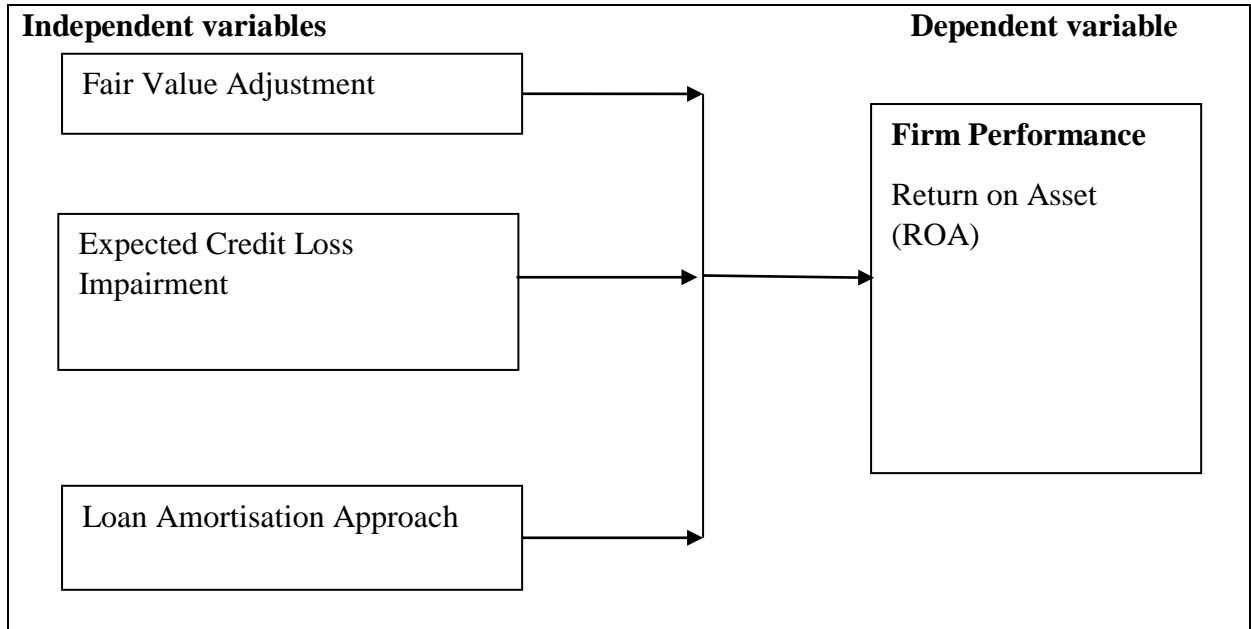 Independent variables
Dependent variable
Fair Value Adjustment
Firm Performance
Return on Asset
(ROA)
Expected Credit Loss
Impairment
Loan Amortisation Approach